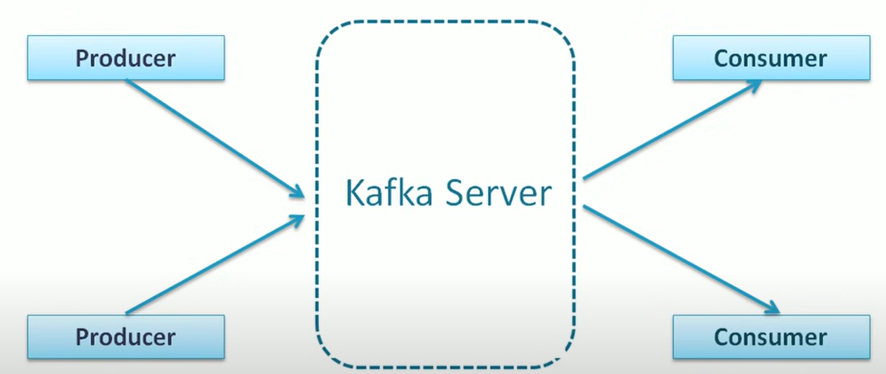 Producer
Consumer
Kafka Server
Producer
Consumer